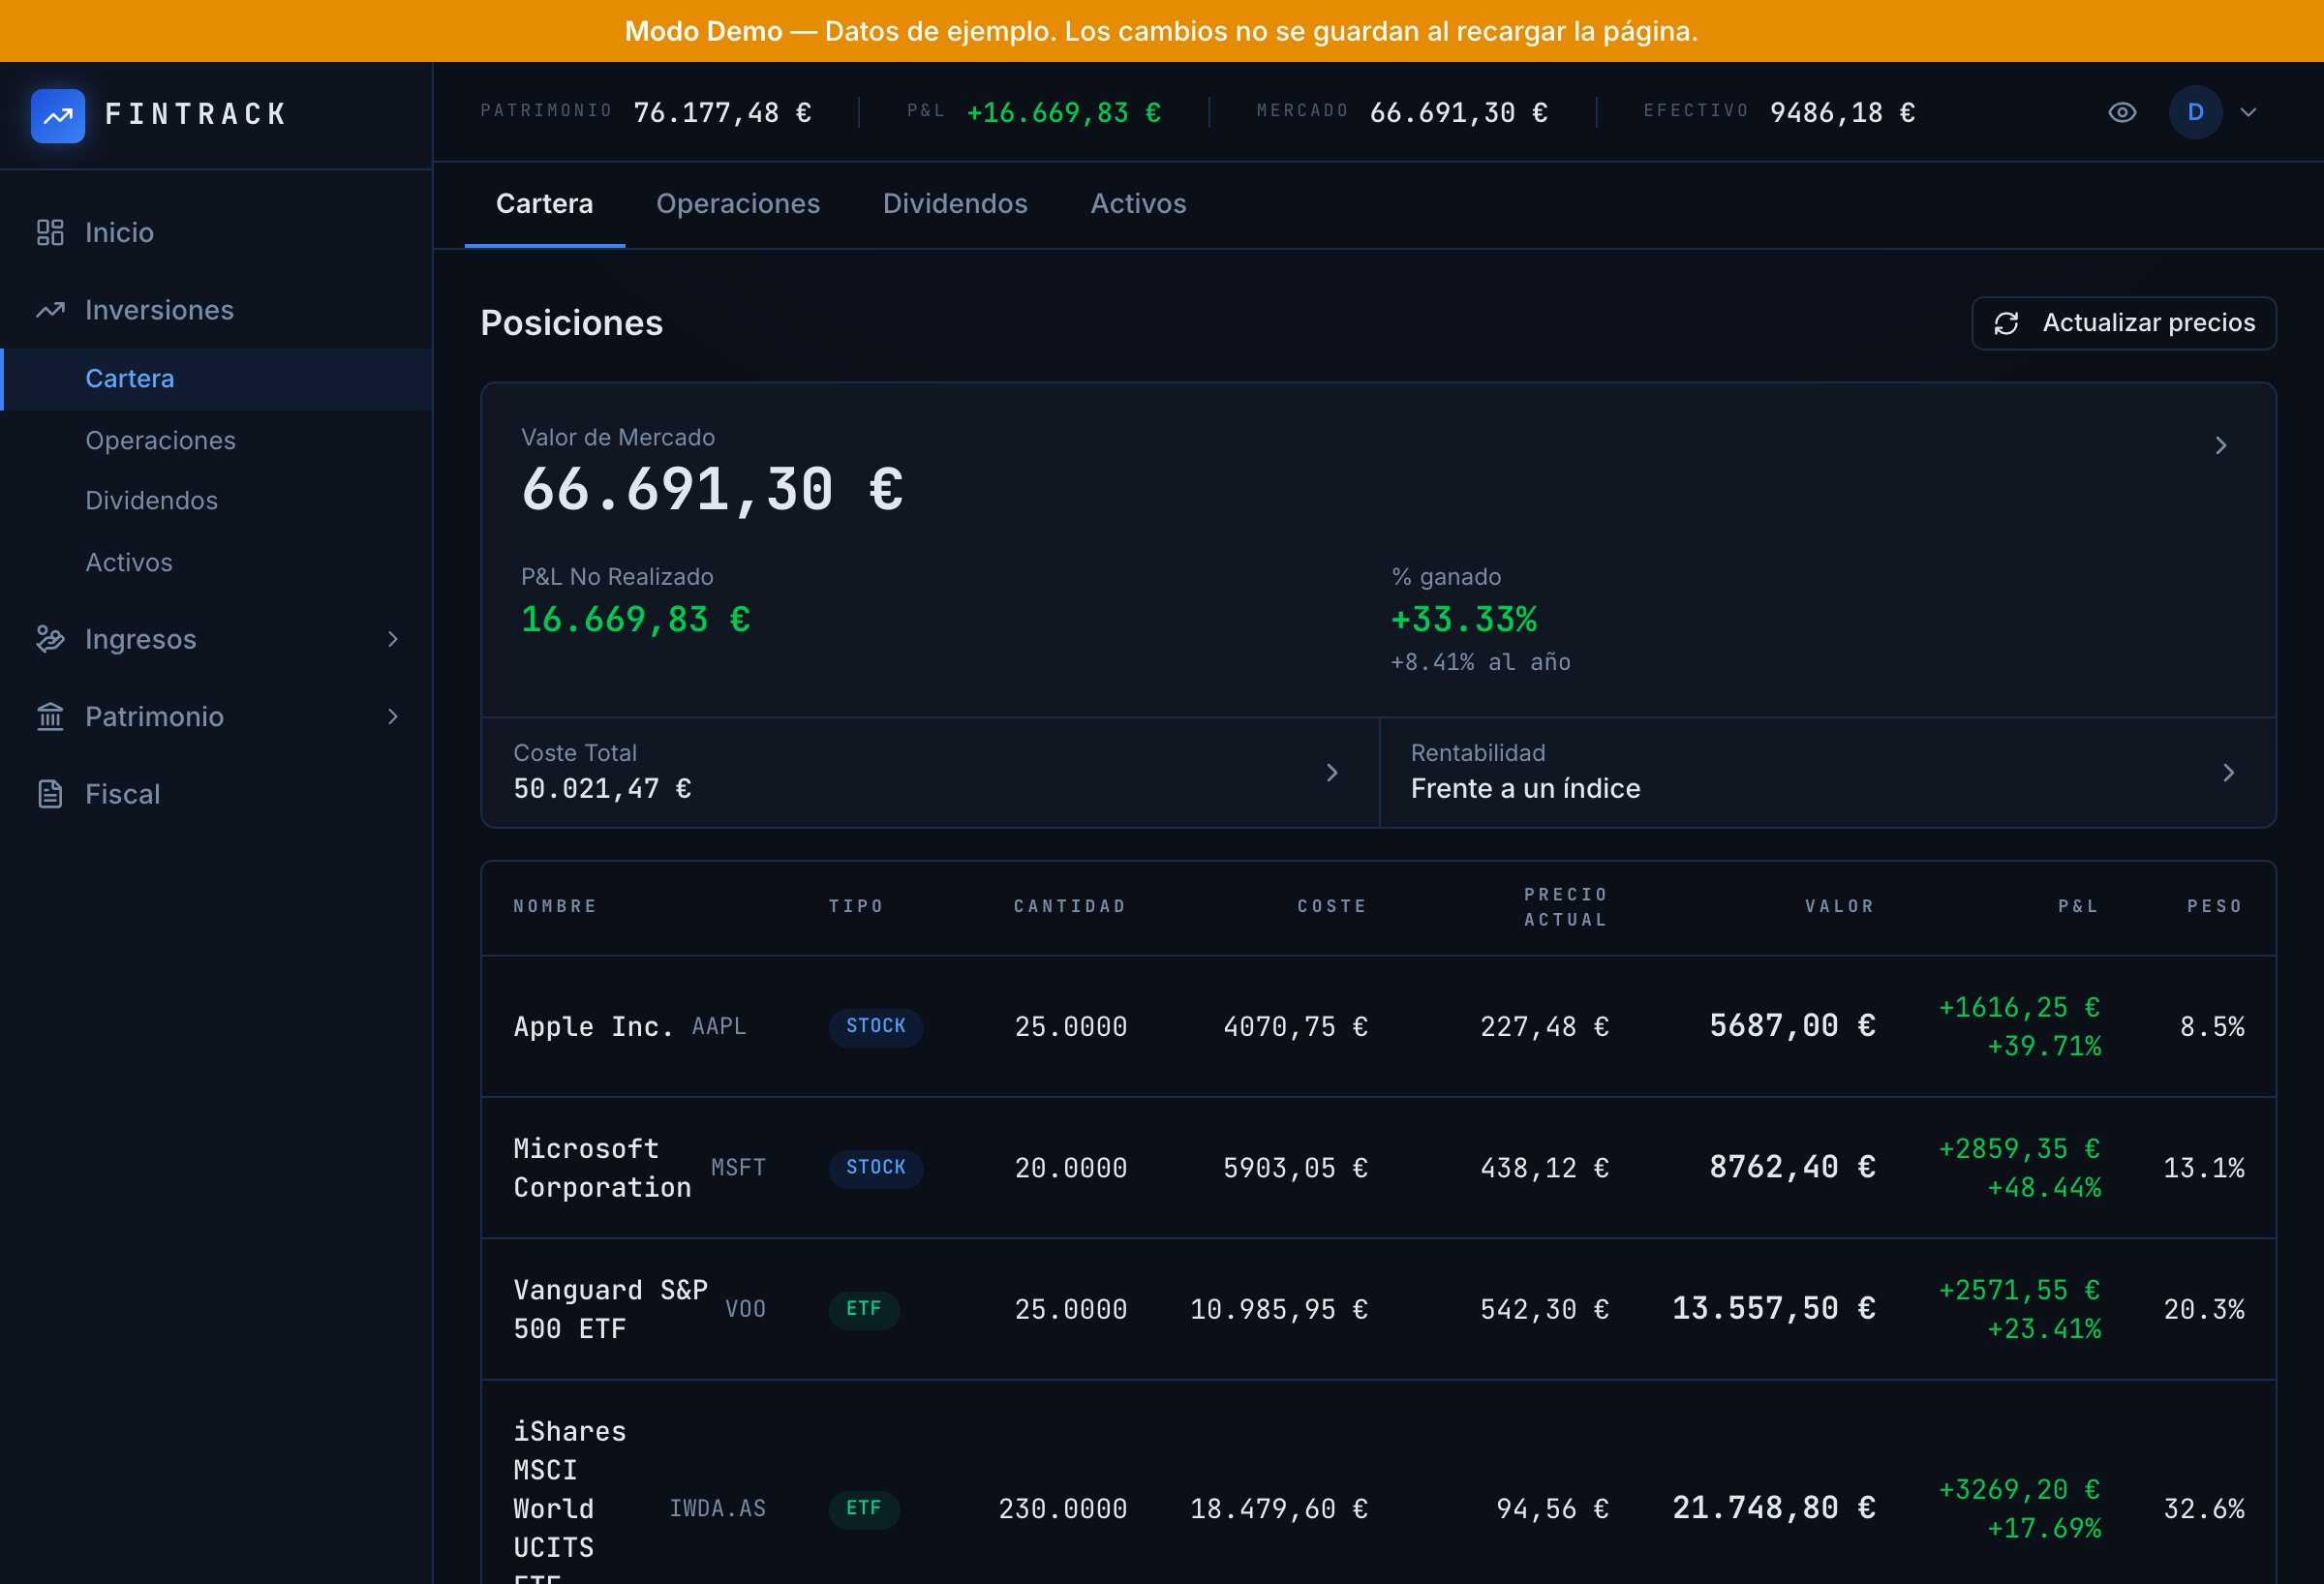 Modo Demo — Datos de ejemplo. Los cambios no se guardan al recargar la página.
FINTRACK
PATRIMONIO 76.177,48 € P&L +16.669,83 € MERCADO 66.691,30 € EFECTIVO 9486,18 € D
Inicio
Inversiones
Cartera
Operaciones
Dividendos
Activos
Ingresos
Patrimonio
Fiscal
Cartera Operaciones Dividendos Activos
Posiciones
Actualizar precios
Valor de Mercado
66.691,30 €
P&L No Realizado
16.669,83 €
% ganado
+33.33%
+8.41% al año
Coste Total
50.021,47 €
Rentabilidad
Frente a un índice
NOMBRE TIPO CANTIDAD COSTE PRECIO ACTUAL VALOR P&L PESO
Apple Inc. AAPL STOCK 25.0000 4070,75 € 227,48 € 5687,00 € +1616,25 € +39.71% 8.5%
Microsoft Corporation MSFT STOCK 20.0000 5903,05 € 438,12 € 8762,40 € +2859,35 € +48.44% 13.1%
Vanguard S&P 500 ETF VOO ETF 25.0000 10.985,95 € 542,30 € 13.557,50 € +2571,55 € +23.41% 20.3%
iShares MSCI World UCITS ETF IWDA.AS ETF 230.0000 18.479,60 € 94,56 € 21.748,80 € +3269,20 € +17.69% 32.6%